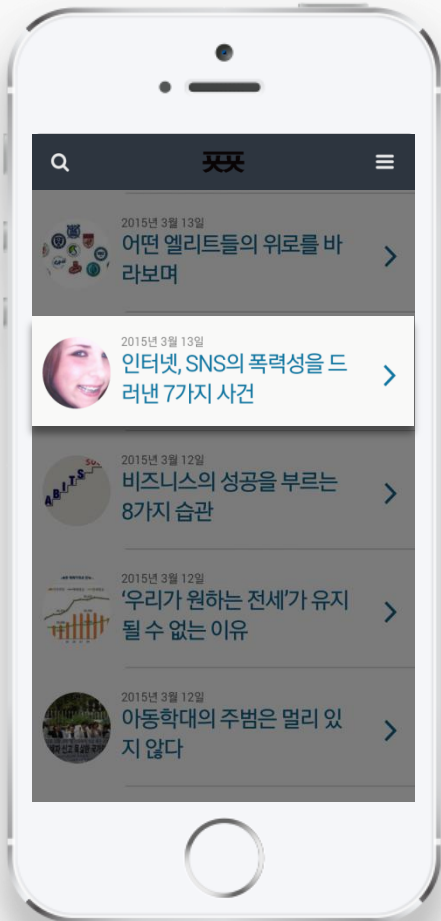 ㅍㅍㅅㅅ
2015년 3월 13일
어떤 엘리트들의 위로를 바
라보며
2015년 3월 13일
인터넷, SNS의 폭력성을 드
러낸 7가지 사건
2015년 3월 12일
비즈니스의 성공을 부르는
8가지 습관
ABITS
2015년 3월 12일
‘우리가 원하는 전세’가 유지
될 수 없는 이유
2015년 3월 12일
아동학대의 주범은 멀리 있
지 않다